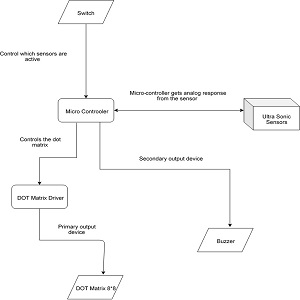 Switch
Control which sensors are
active
Micro-controller gets analog response
from the sensor
Micro Controoler
Ultra Sonic
Sensors
Controls the dot
matrix
Secondary output device
DOT Matrix Driver
Primary output
device
Buzzer
DOT Matrix 8*8